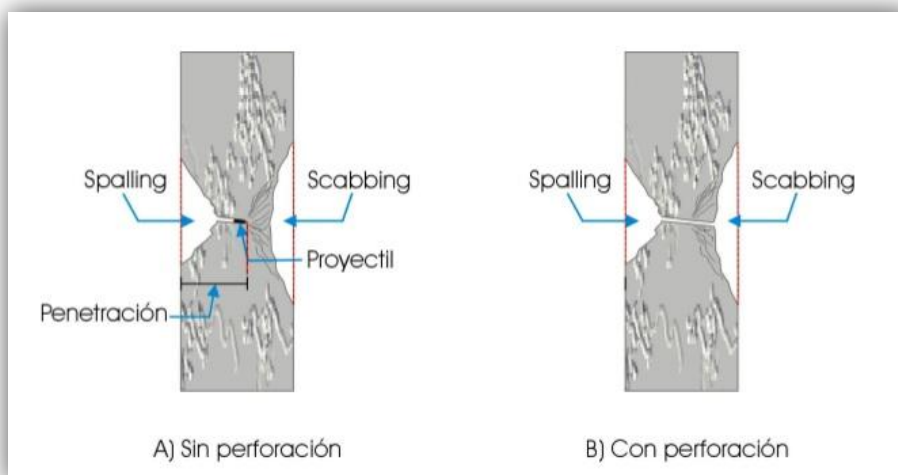 Spalling
Scabbing
Proyectil
Penetración
A) Sin perforación
Spalling
Scabbing
B) Con perforación